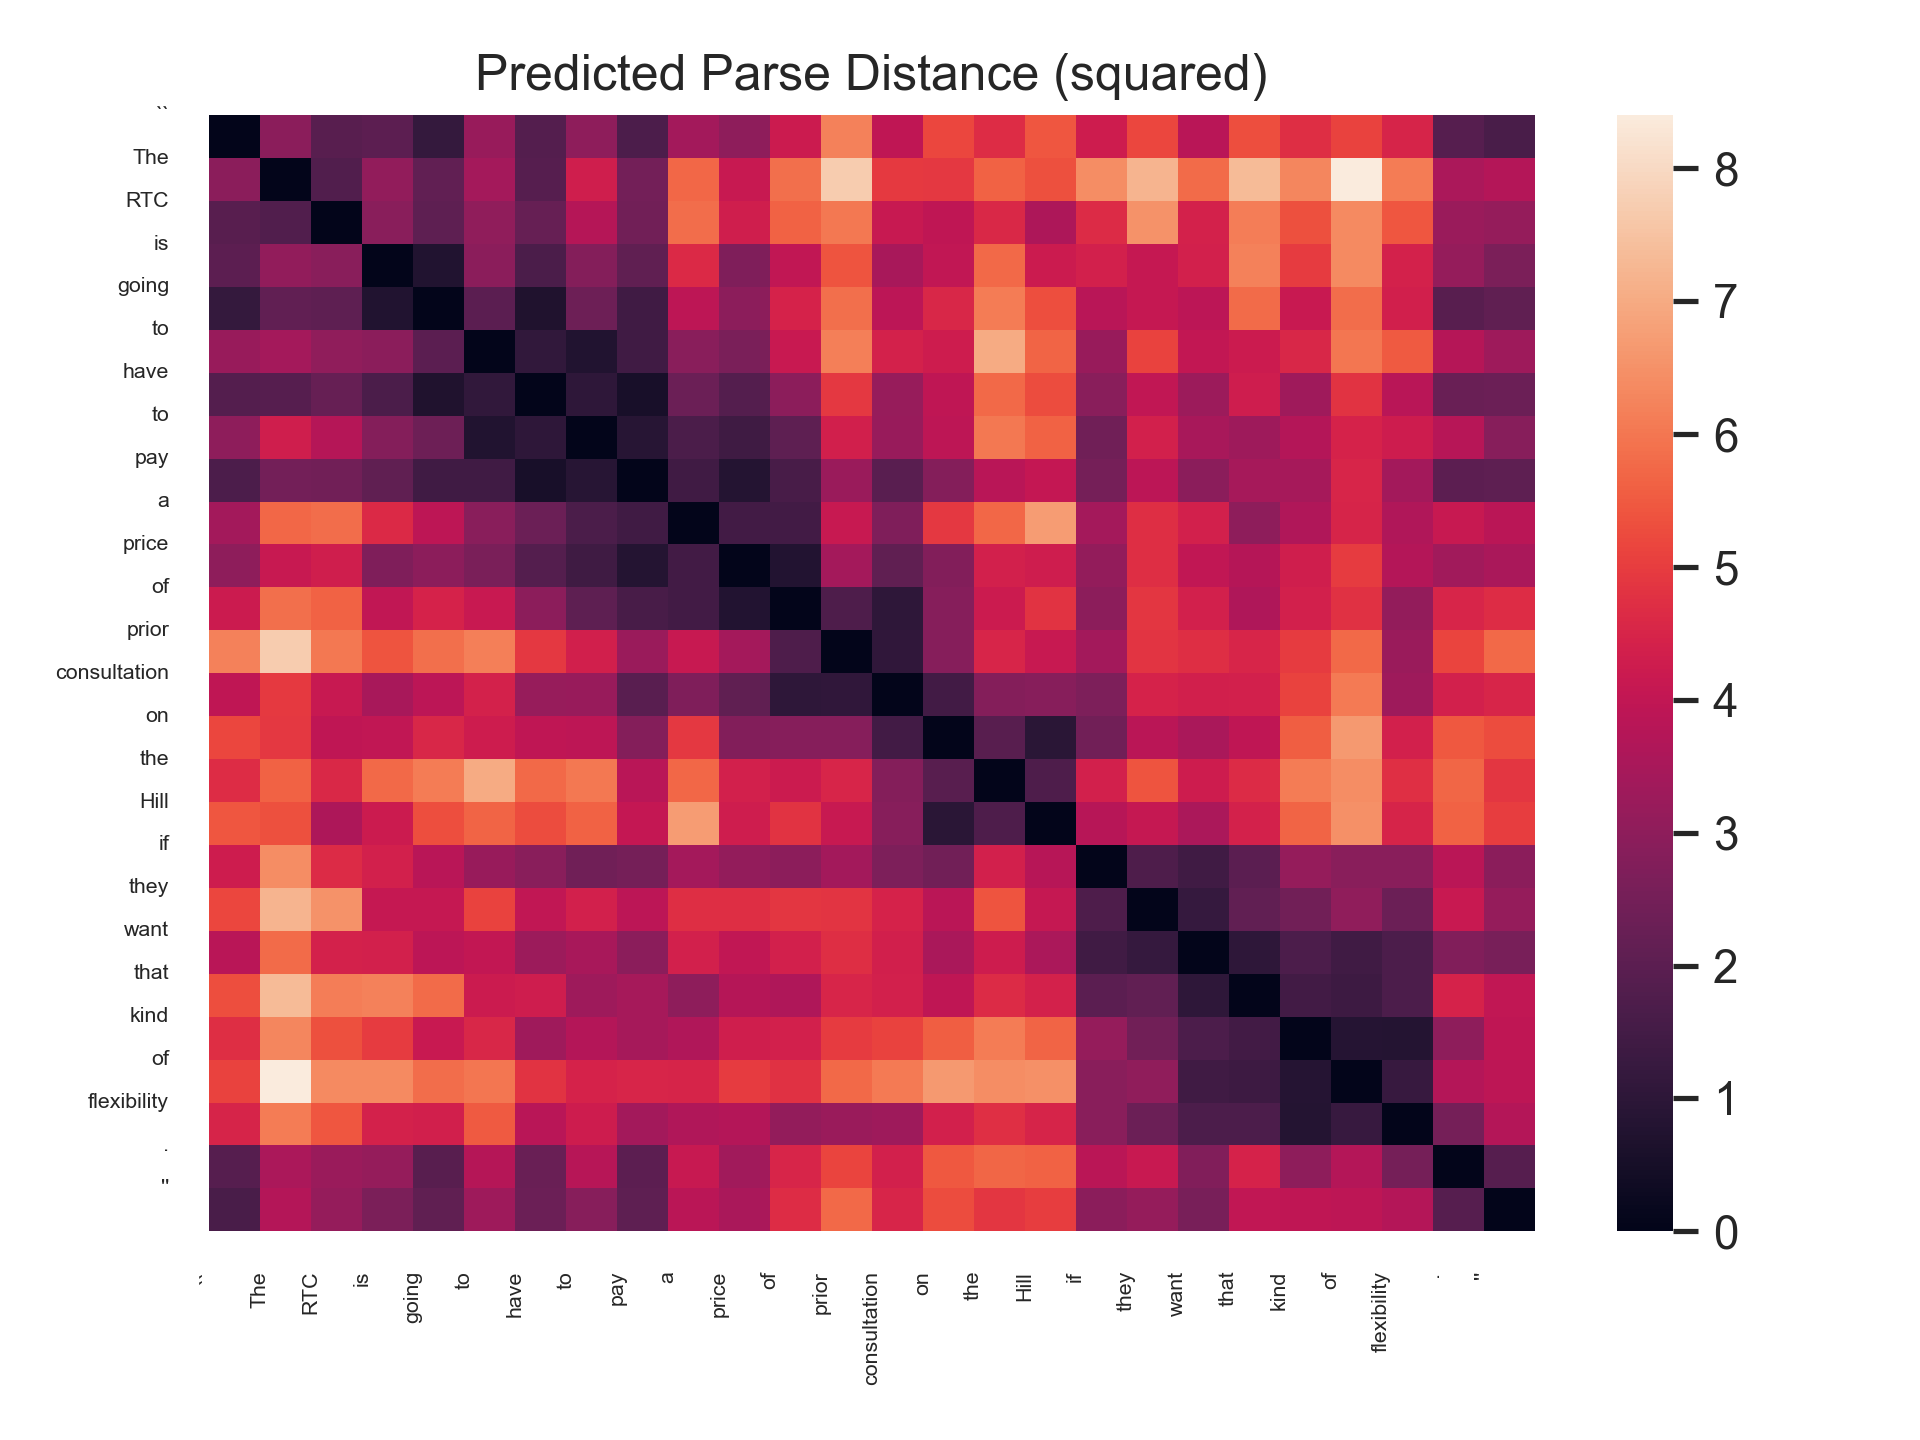 Predicted Parse Distance (squared)
``
The
RTC
is
going
to
have
to
pay
a
price
of
prior
consultation
on
the
Hill
if
they
want
that
kind
of
flexibility
.
''
8
7
6
5
4
3
2
1
0
``
The
RTC
is
going
to
have
to
pay
a
price
of
prior
consultation
on
the
Hill
if
they
want
that
kind
of
flexibility
.
''